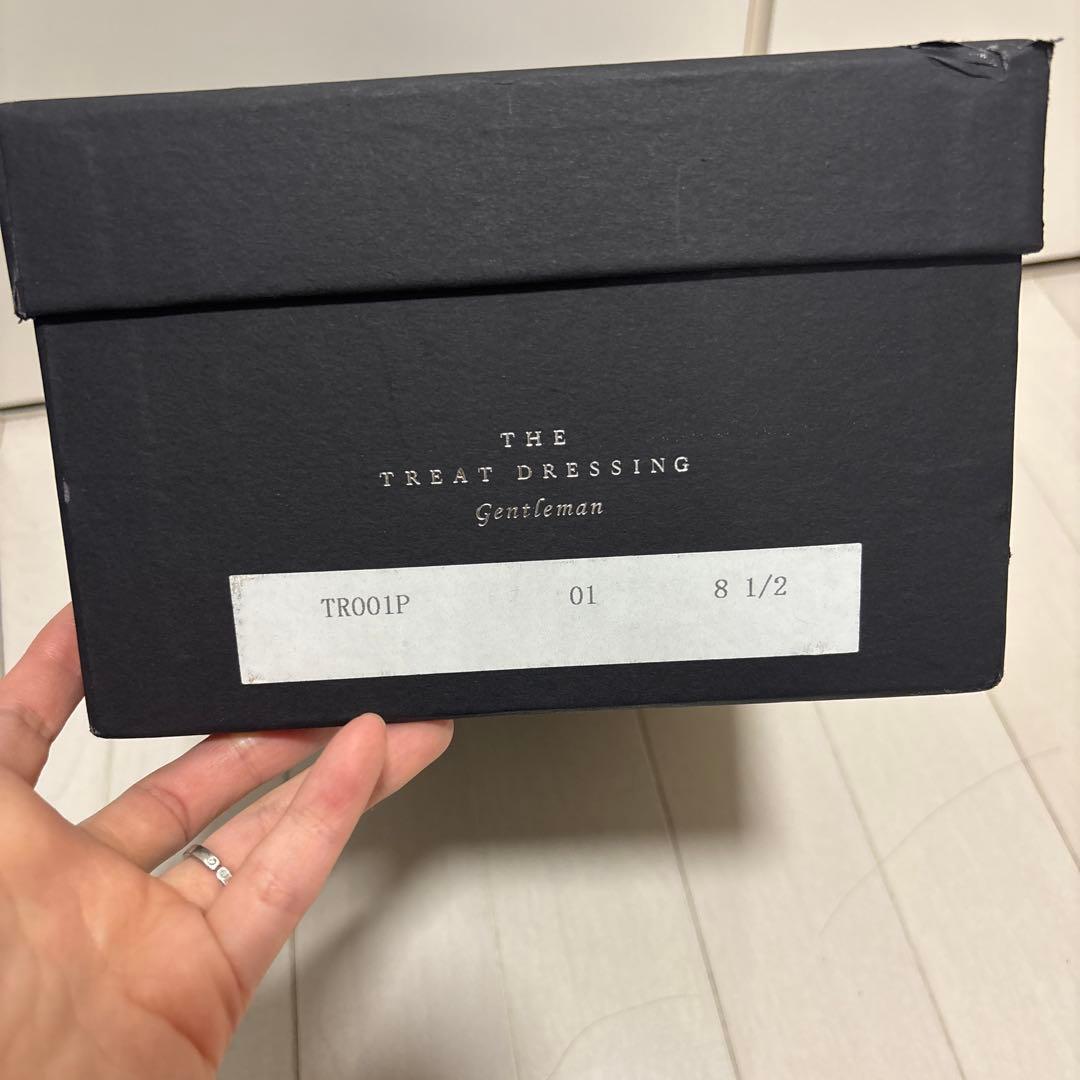 THE
TREAT DRESSING
Gentleman
TR001P 01 8 1/2